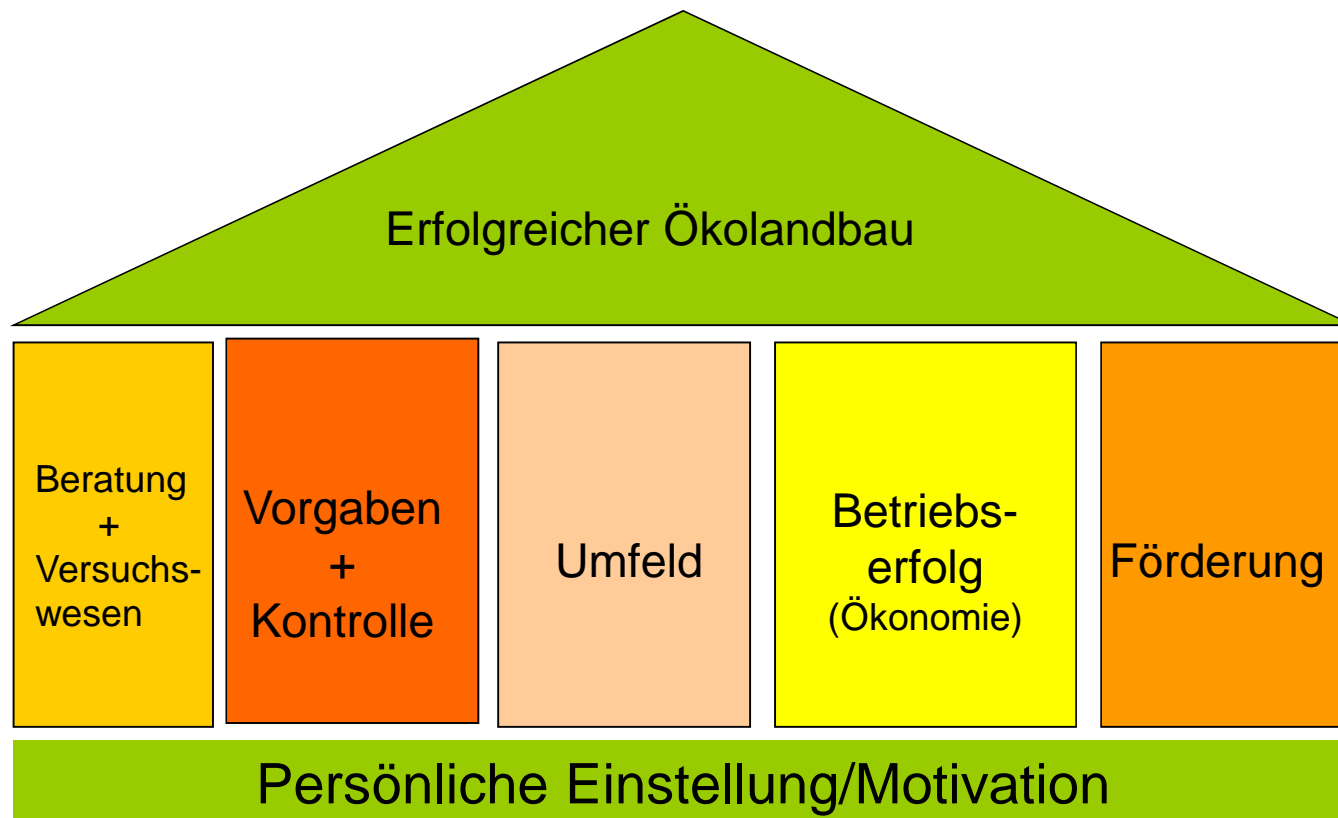 Erfolgreicher Ökolandbau
Beratung
+
Versuchs-
wesen
Vorgaben
+
Kontrolle
Umfeld
Betriebs-
erfolg
(Ökonomie)
Förderung
Persönliche Einstellung/Motivation